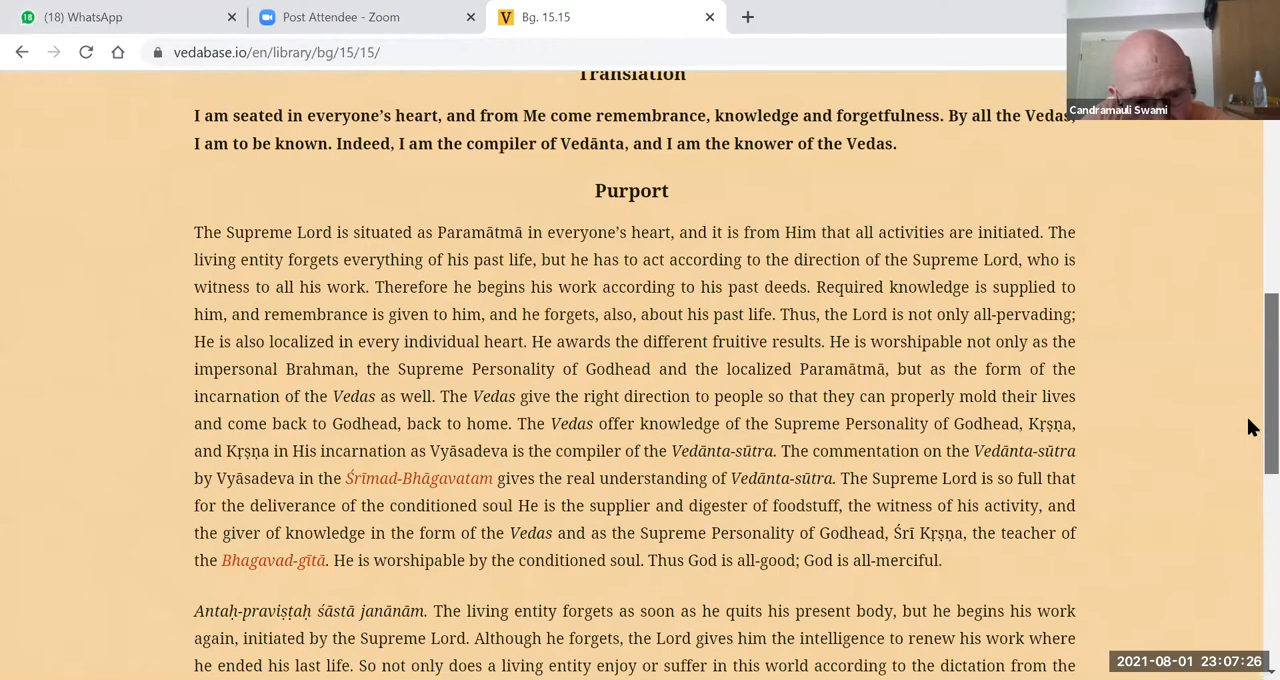 (18) WhatsApp
Post Attendee - Zoom
Bg. 15.15
vedabase.io/en/library/bg/15/15/
Candramauli Swami
Translation
I am seated in everyone’s heart, and from Me come remembrance, knowledge and forgetfulness. By all the Vedas,
I am to be known. Indeed, I am the compiler of Vedānta, and I am the knower of the Vedas.
Purport
The Supreme Lord is situated as Paramātmā in everyone’s heart, and it is from Him that all activities are initiated. The
living entity forgets everything of his past life, but he has to act according to the direction of the Supreme Lord, who is
witness to all his work. Therefore he begins his work according to his past deeds. Required knowledge is supplied to
him, and remembrance is given to him, and he forgets, also, about his past life. Thus, the Lord is not only all-pervading;
He is also localized in every individual heart. He awards the different fruitive results. He is worshipable not only as the
impersonal Brahman, the Supreme Personality of Godhead and the localized Paramātmā, but as the form of the
incarnation of the Vedas as well. The Vedas give the right direction to people so that they can properly mold their lives
and come back to Godhead, back to home. The Vedas offer knowledge of the Supreme Personality of Godhead, Kṛṣṇa,
and Kṛṣṇa in His incarnation as Vyāsadeva is the compiler of the Vedānta-sūtra. The commentation on the Vedānta-sūtra
by Vyāsadeva in the Śrīmad-Bhāgavatam gives the real understanding of Vedānta-sūtra. The Supreme Lord is so full that
for the deliverance of the conditioned soul He is the supplier and digester of foodstuff, the witness of his activity, and
the giver of knowledge in the form of the Vedas and as the Supreme Personality of Godhead, Śrī Kṛṣṇa, the teacher of
the Bhagavad-gītā. He is worshipable by the conditioned soul. Thus God is all-good; God is all-merciful.
Antaḥ-praviṣṭaḥ śāstā janānām. The living entity forgets as soon as he quits his present body, but he begins his work
again, initiated by the Supreme Lord. Although he forgets, the Lord gives him the intelligence to renew his work where
he ended his last life. So not only does a living entity enjoy or suffer in this world according to the dictation from the
2021-08-01 23:07:26